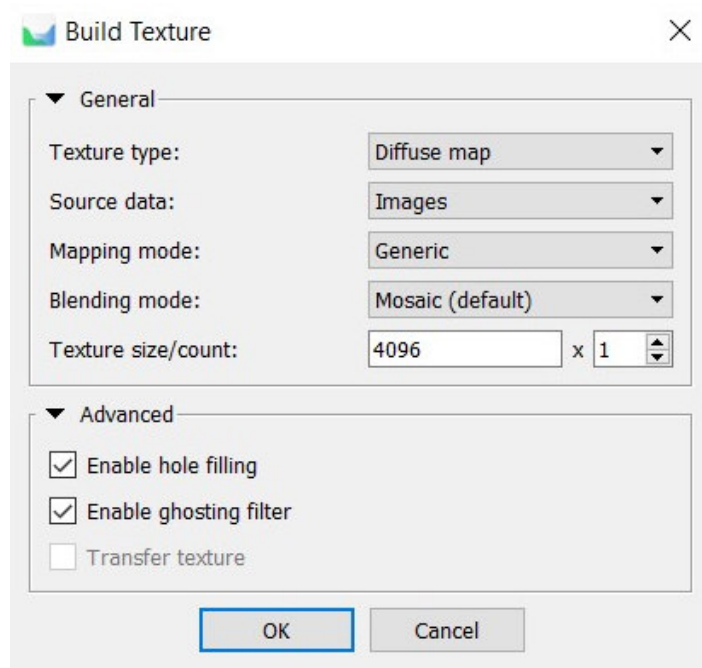 Build Texture
General
Texture type: Diffuse map
Source data: Images
Mapping mode: Generic
Blending mode: Mosaic (default)
Texture size/count: 4096 x 1
Advanced
Enable hole filling
Enable ghosting filter
Transfer texture
OK Cancel